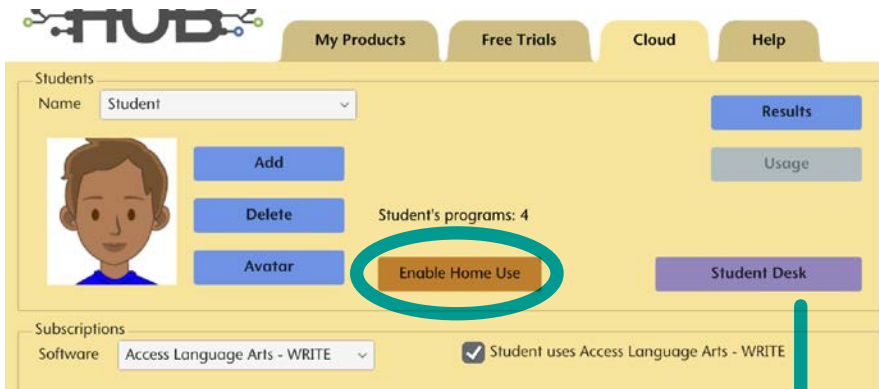 HUB
My Products Free Trials Cloud Help
Students
Name Student
Results
Add
Usage
Delete
Student's programs: 4
Avatar
Enable Home Use
Student Desk
Subscriptions
Software Access Language Arts - WRITE
Student uses Access Language Arts - WRITE